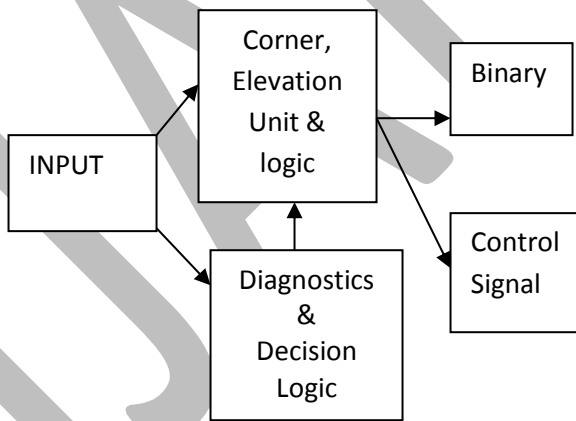 Corner,
Elevation
Unit &
logic
Binary
INPUT
Control
Signal
Diagnostics
&
Decision
Logic